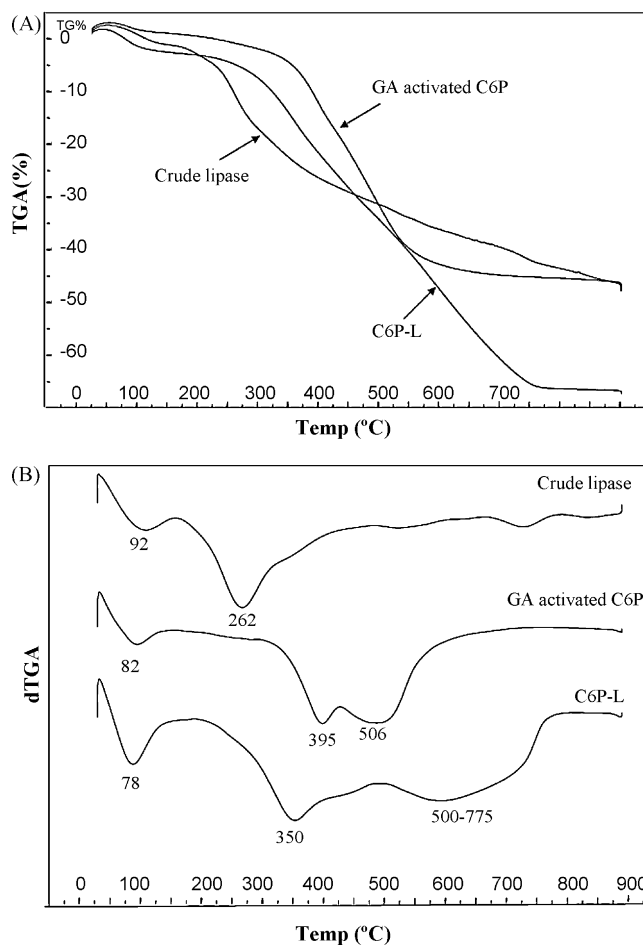 (A)
TG%
0
-10
-20
-30
-40
-50
-60
TGA(%)
GA activated C6P
Crude lipase
C6P-L
0 100 200 300 400 500 600 700
Temp (ºC)
(B)
Crude lipase
92
262
GA activated C6P
82
395
506
C6P-L
78
350
500-775
dTGA
0 100 200 300 400 500 600 700 800 900
Temp (ºC)